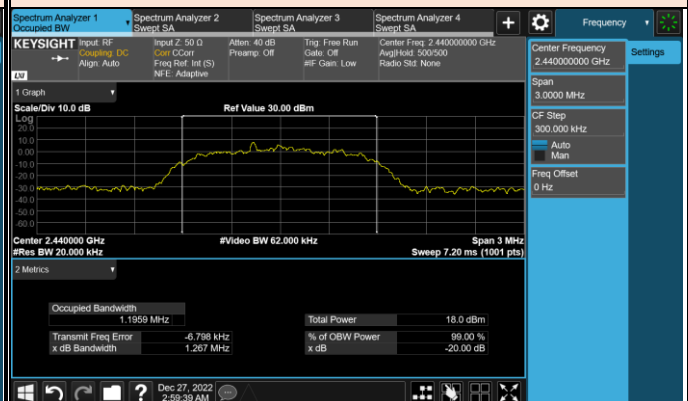 Spectrum Analyzer 1
Occupied BW
Spectrum Analyzer 2
Swept SA
Spectrum Analyzer 3
Swept SA
Spectrum Analyzer 4
Swept SA
+
Frequency
KEYSIGHT
LXI
Input: RF
Coupling: DC
Align: Auto
Input Z: 50 Ω
Corr CCorr
Freq Ref: Int (S)
NFE: Adaptive
Atten: 40 dB
Preamp: Off
Trig: Free Run
Gate: Off
#IF Gain: Low
Center Freq: 2.440000000 GHz
Avg|Hold: 500/500
Radio Std: None
Center Frequency
2.440000000 GHz
Settings
Span
3.0000 MHz
CF Step
300.000 kHz
Auto
Man
Freq Offset
0 Hz
1 Graph
Scale/Div 10.0 dB
Ref Value 30.00 dBm
Log
20.0
10.0
0.00
-10.0
-20.0
-30.0
-40.0
-50.0
-60.0
Center 2.440000 GHz
#Video BW 62.000 kHz
Span 3 MHz
#Res BW 20.000 kHz
Sweep 7.20 ms (1001 pts)
2 Metrics
Occupied Bandwidth
1.1959 MHz
Total Power
18.0 dBm
Transmit Freq Error
-6.798 kHz
% of OBW Power
99.00 %
x dB Bandwidth
1.267 MHz
x dB
-20.00 dB
?
Dec 27, 2022
2:59:39 AM